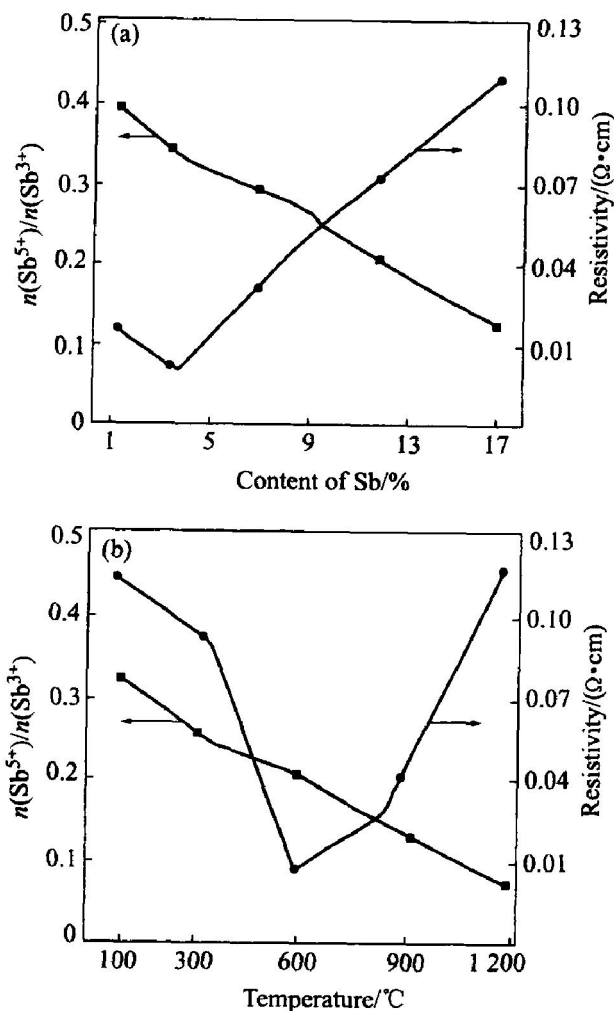 (a)
0.5
0.4
0.3
0.2
0.1
0
n(Sb⁵⁺)/n(Sb³⁺)
0.13
0.10
0.07
0.04
0.01
Resistivity/(Ω•cm)
1 5 9 13 17
Content of Sb/%
(b)
0.5
0.4
0.3
0.2
0.1
0
n(Sb⁵⁺)/n(Sb³⁺)
0.13
0.10
0.07
0.04
0.01
Resistivity/(Ω•cm)
100 300 600 900 1 200
Temperature/℃